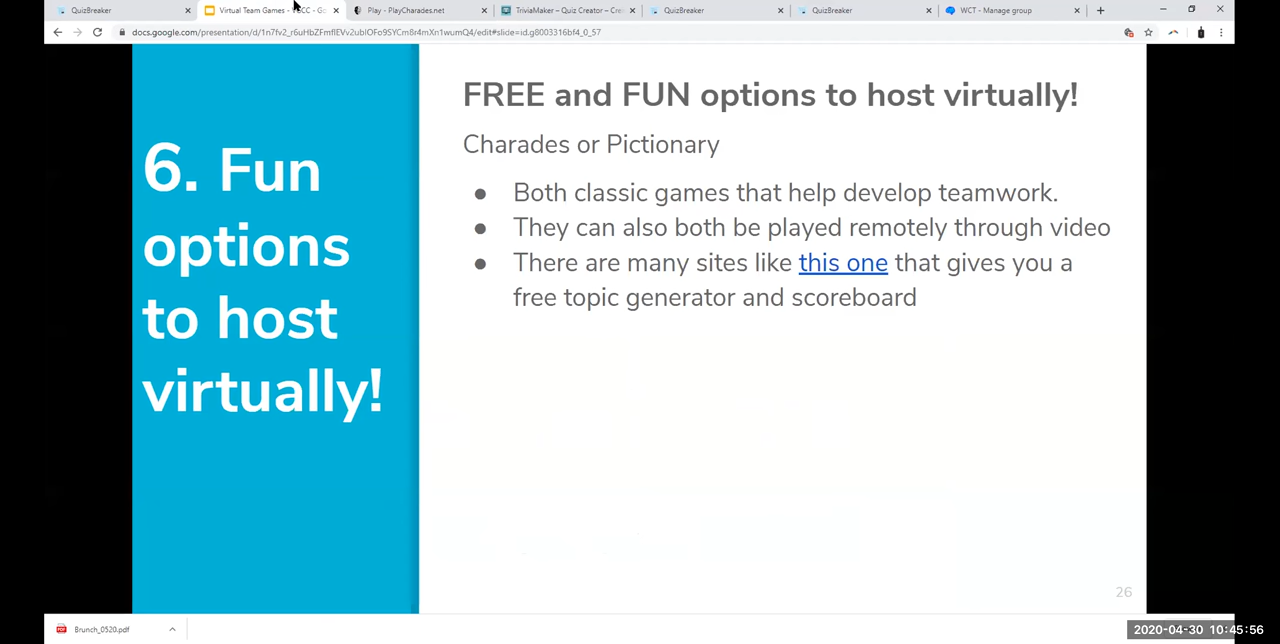 QuizBreaker
Virtual Team Games - VBCC - Go
Play - PlayCharades.net
TriviaMaker – Quiz Creator – Cre
QuizBreaker
QuizBreaker
WCT - Manage group
6. Fun
options
to host
virtually!
FREE and FUN options to host virtually!
Charades or Pictionary
● Both classic games that help develop teamwork.
● They can also both be played remotely through video
● There are many sites like this one that gives you a
free topic generator and scoreboard
26
Brunch_0520.pdf
2020-04-30 10:45:56